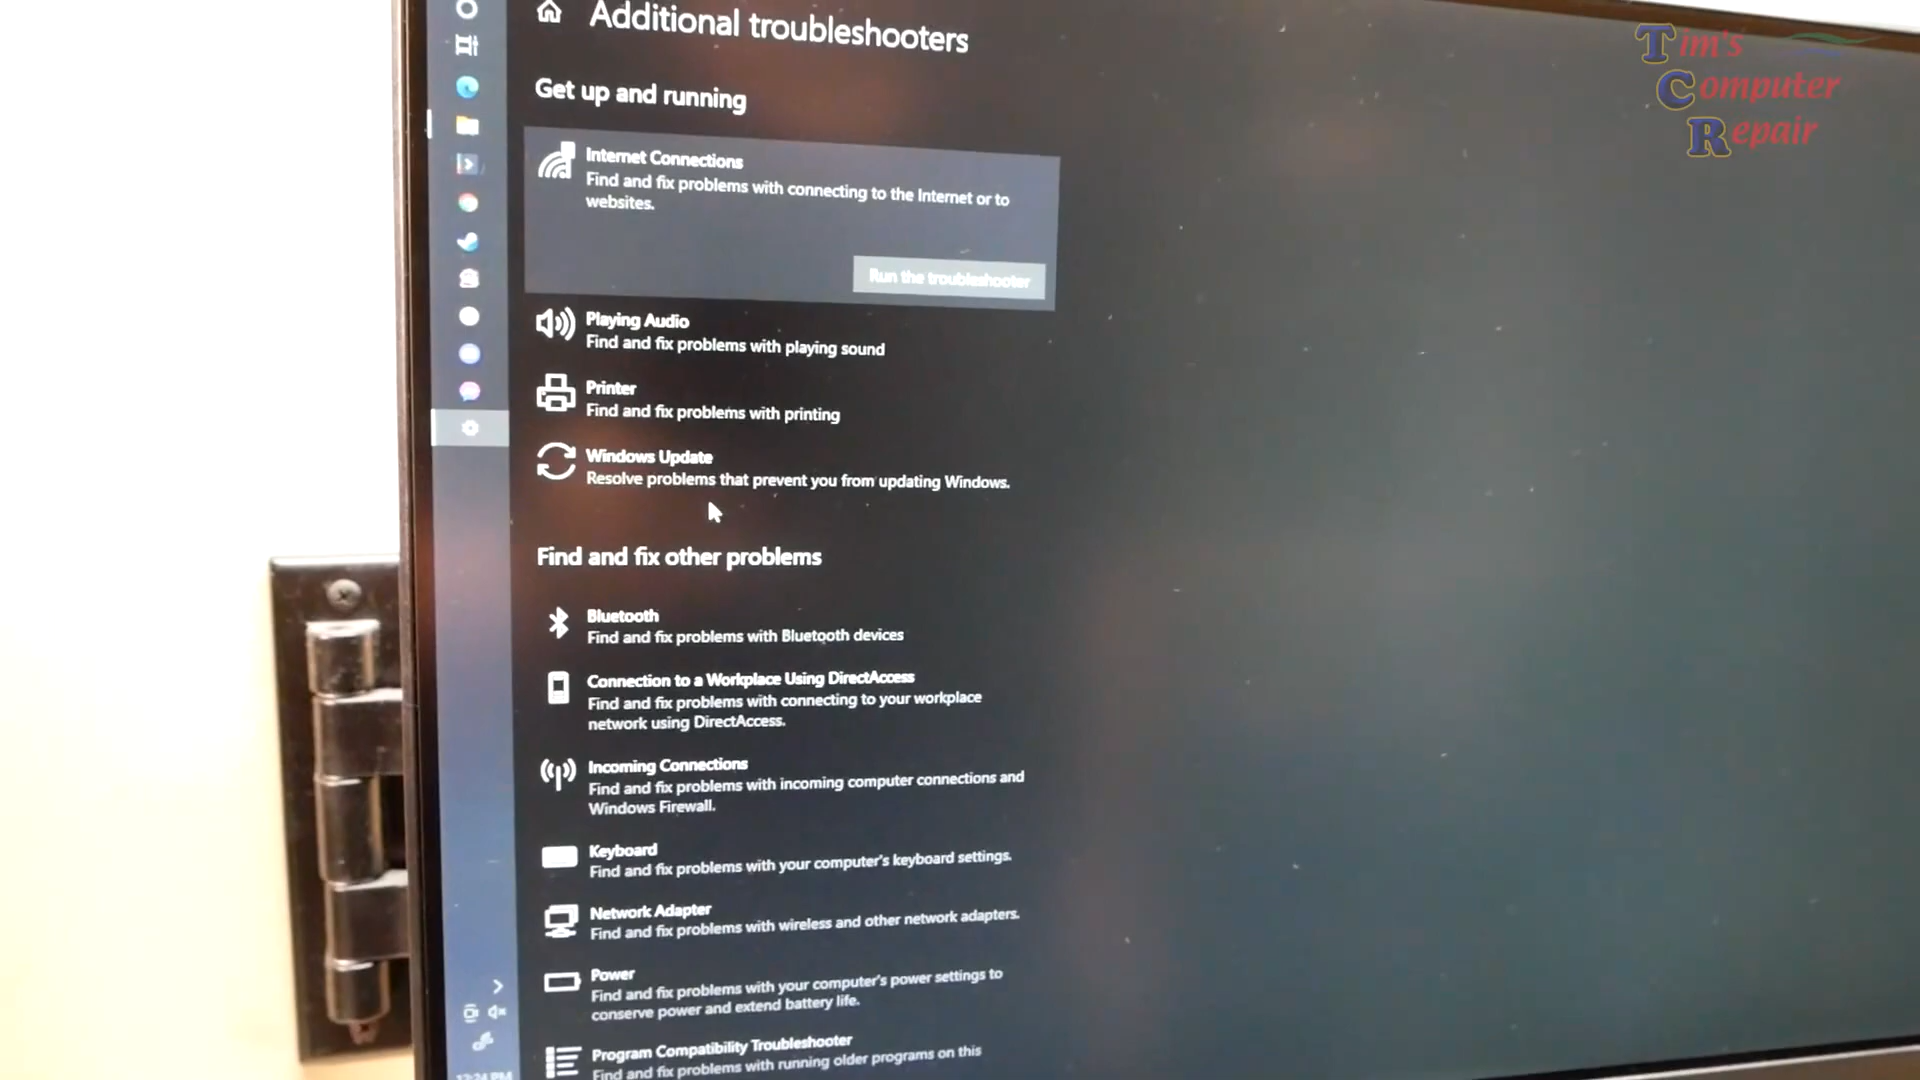 Additional troubleshooters
Tim's
Computer
Repair
Get up and running
Internet Connections
Find and fix problems with connecting to the Internet or to
websites.
Run the troubleshooter
Playing Audio
Find and fix problems with playing sound
Printer
Find and fix problems with printing
Windows Update
Resolve problems that prevent you from updating Windows.
Find and fix other problems
Bluetooth
Find and fix problems with Bluetooth devices
Connection to a Workplace Using DirectAccess
Find and fix problems with connecting to your workplace
network using DirectAccess.
Incoming Connections
Find and fix problems with incoming computer connections and
Windows Firewall.
Keyboard
Find and fix problems with your computer's keyboard settings.
Network Adapter
Find and fix problems with wireless and other network adapters.
Power
Find and fix problems with your computer's power settings to
conserve power and extend battery life.
Program Compatibility Troubleshooter
Find and fix problems with running older programs on this
12:24 PM